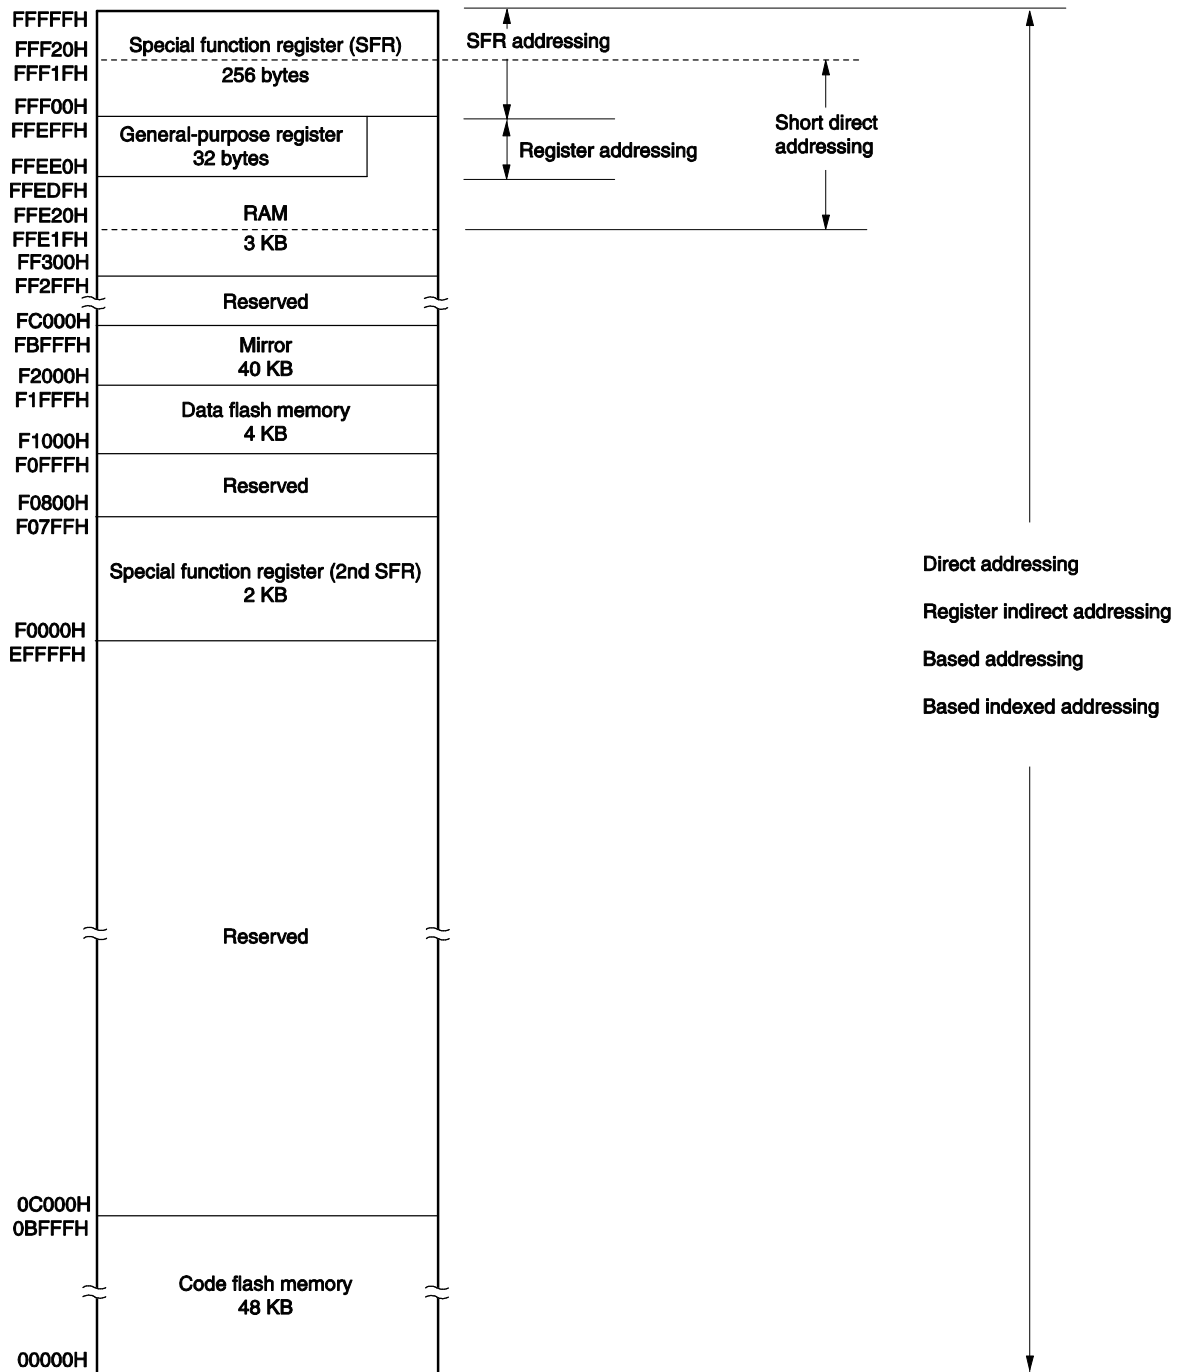 FFFFFH
FFF20H
FFF1FH
FFF00H
FFEFFH
FFEE0H
FFEDFH
FFE20H
FFE1FH
FF300H
FF2FFH
FC000H
FBFFFH
F2000H
F1FFFH
F1000H
F0FFFH
F0800H
F07FFH
F0000H
EFFFFH
0C000H
0BFFFH
00000H
Special function register (SFR)
256 bytes
General-purpose register
32 bytes
RAM
3 KB
Reserved
Mirror
40 KB
Data flash memory
4 KB
Reserved
Special function register (2nd SFR)
2 KB
Reserved
Code flash memory
48 KB
SFR addressing
Register addressing
Short direct
addressing
Direct addressing
Register indirect addressing
Based addressing
Based indexed addressing